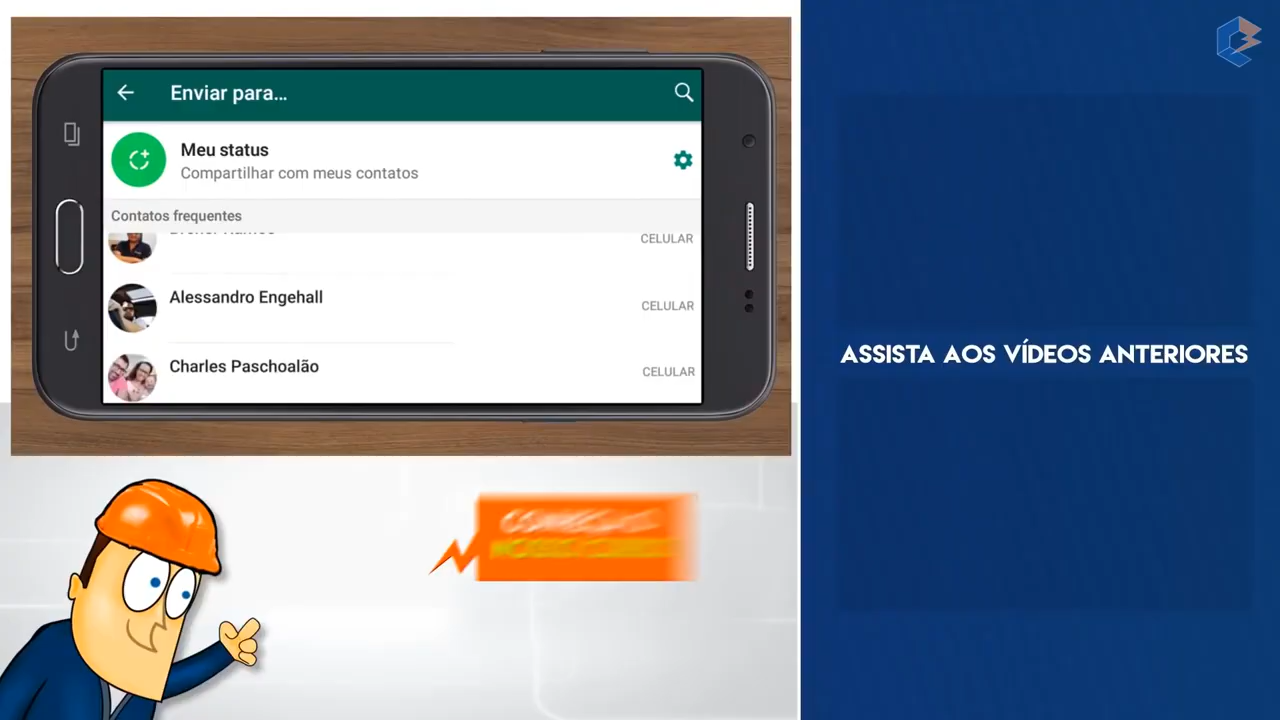 Enviar para...
Meu status
Compartilhar com meus contatos
Contatos frequentes
CELULAR
Alessandro Engehall
CELULAR
Charles Paschoalão
CELULAR
ASSISTA AOS VÍDEOS ANTERIORES